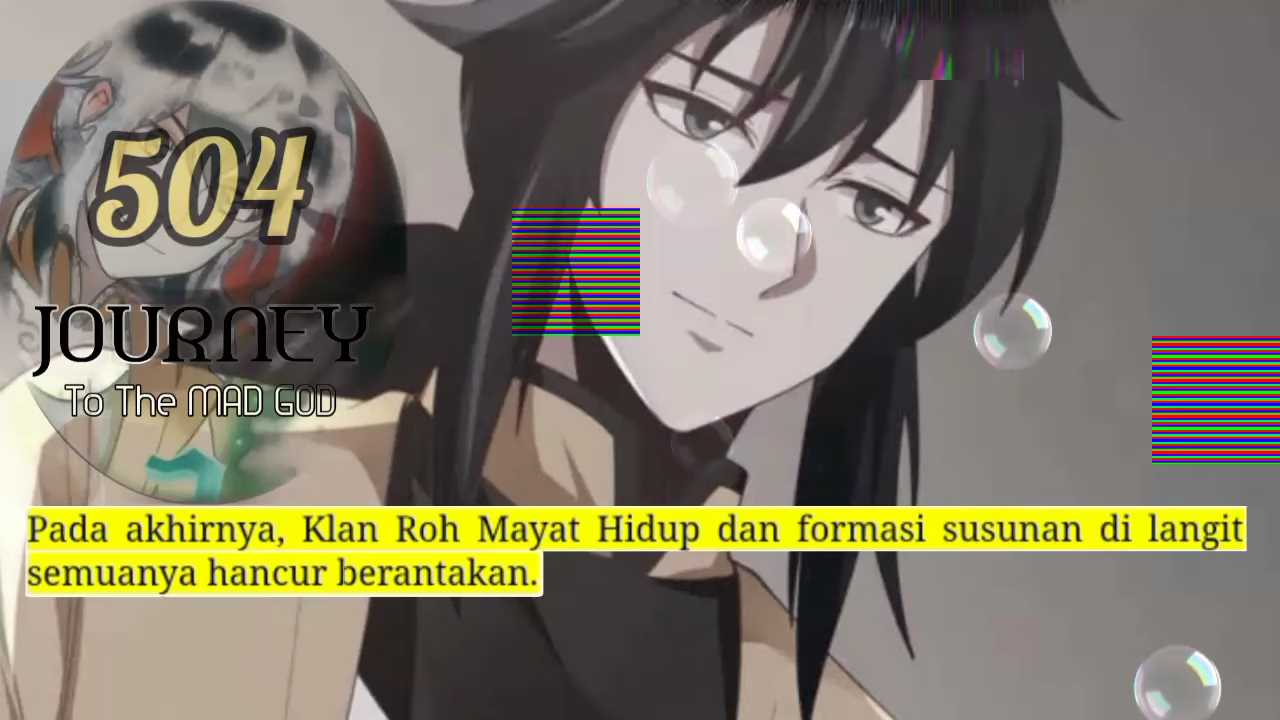 504
JOURNEY
To The MAD GOD
Pada akhirnya, Klan Roh Mayat Hidup dan formasi susunan di langit
semuanya hancur berantakan.